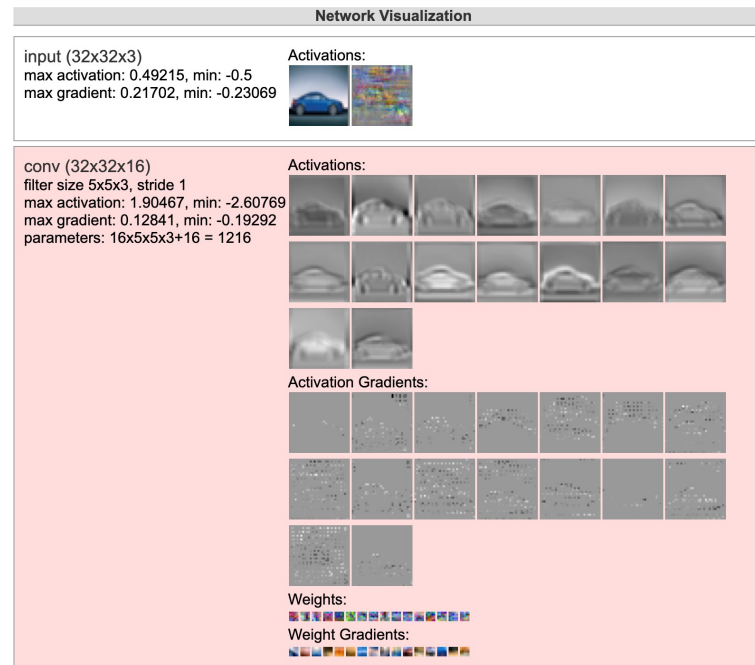 Network Visualization
input (32x32x3)
max activation: 0.49215, min: -0.5
max gradient: 0.21702, min: -0.23069
Activations:
conv (32x32x16)
filter size 5x5x3, stride 1
max activation: 1.90467, min: -2.60769
max gradient: 0.12841, min: -0.19292
parameters: 16x5x5x3+16 = 1216
Activations:
Activation Gradients:
Weights:
Weight Gradients: